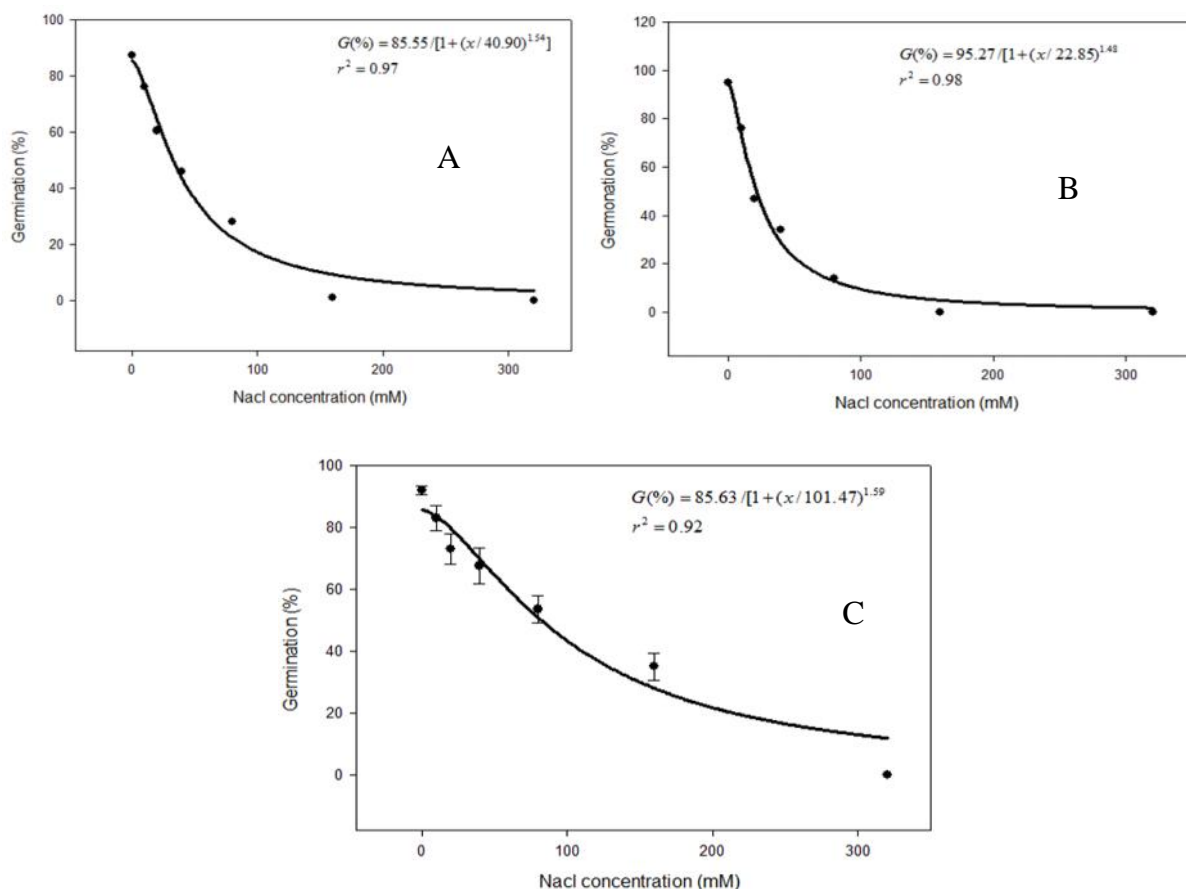 G(%) = 85.55/[1+(x/40.90)^1.54]
r² = 0.97
A
Germination (%)
100
80
60
40
20
0
0 100 200 300
Nacl concentration (mM)
G(%) = 95.27/[1+(x/22.85)^1.48
r² = 0.98
B
Germonation (%)
120
100
80
60
40
20
0
0 100 200 300
Nacl concentration (mM)
G(%) = 85.63/[1+(x/101.47)^1.59
r² = 0.92
C
Germination (%)
100
80
60
40
20
0
0 100 200 300
Nacl concentration (mM)